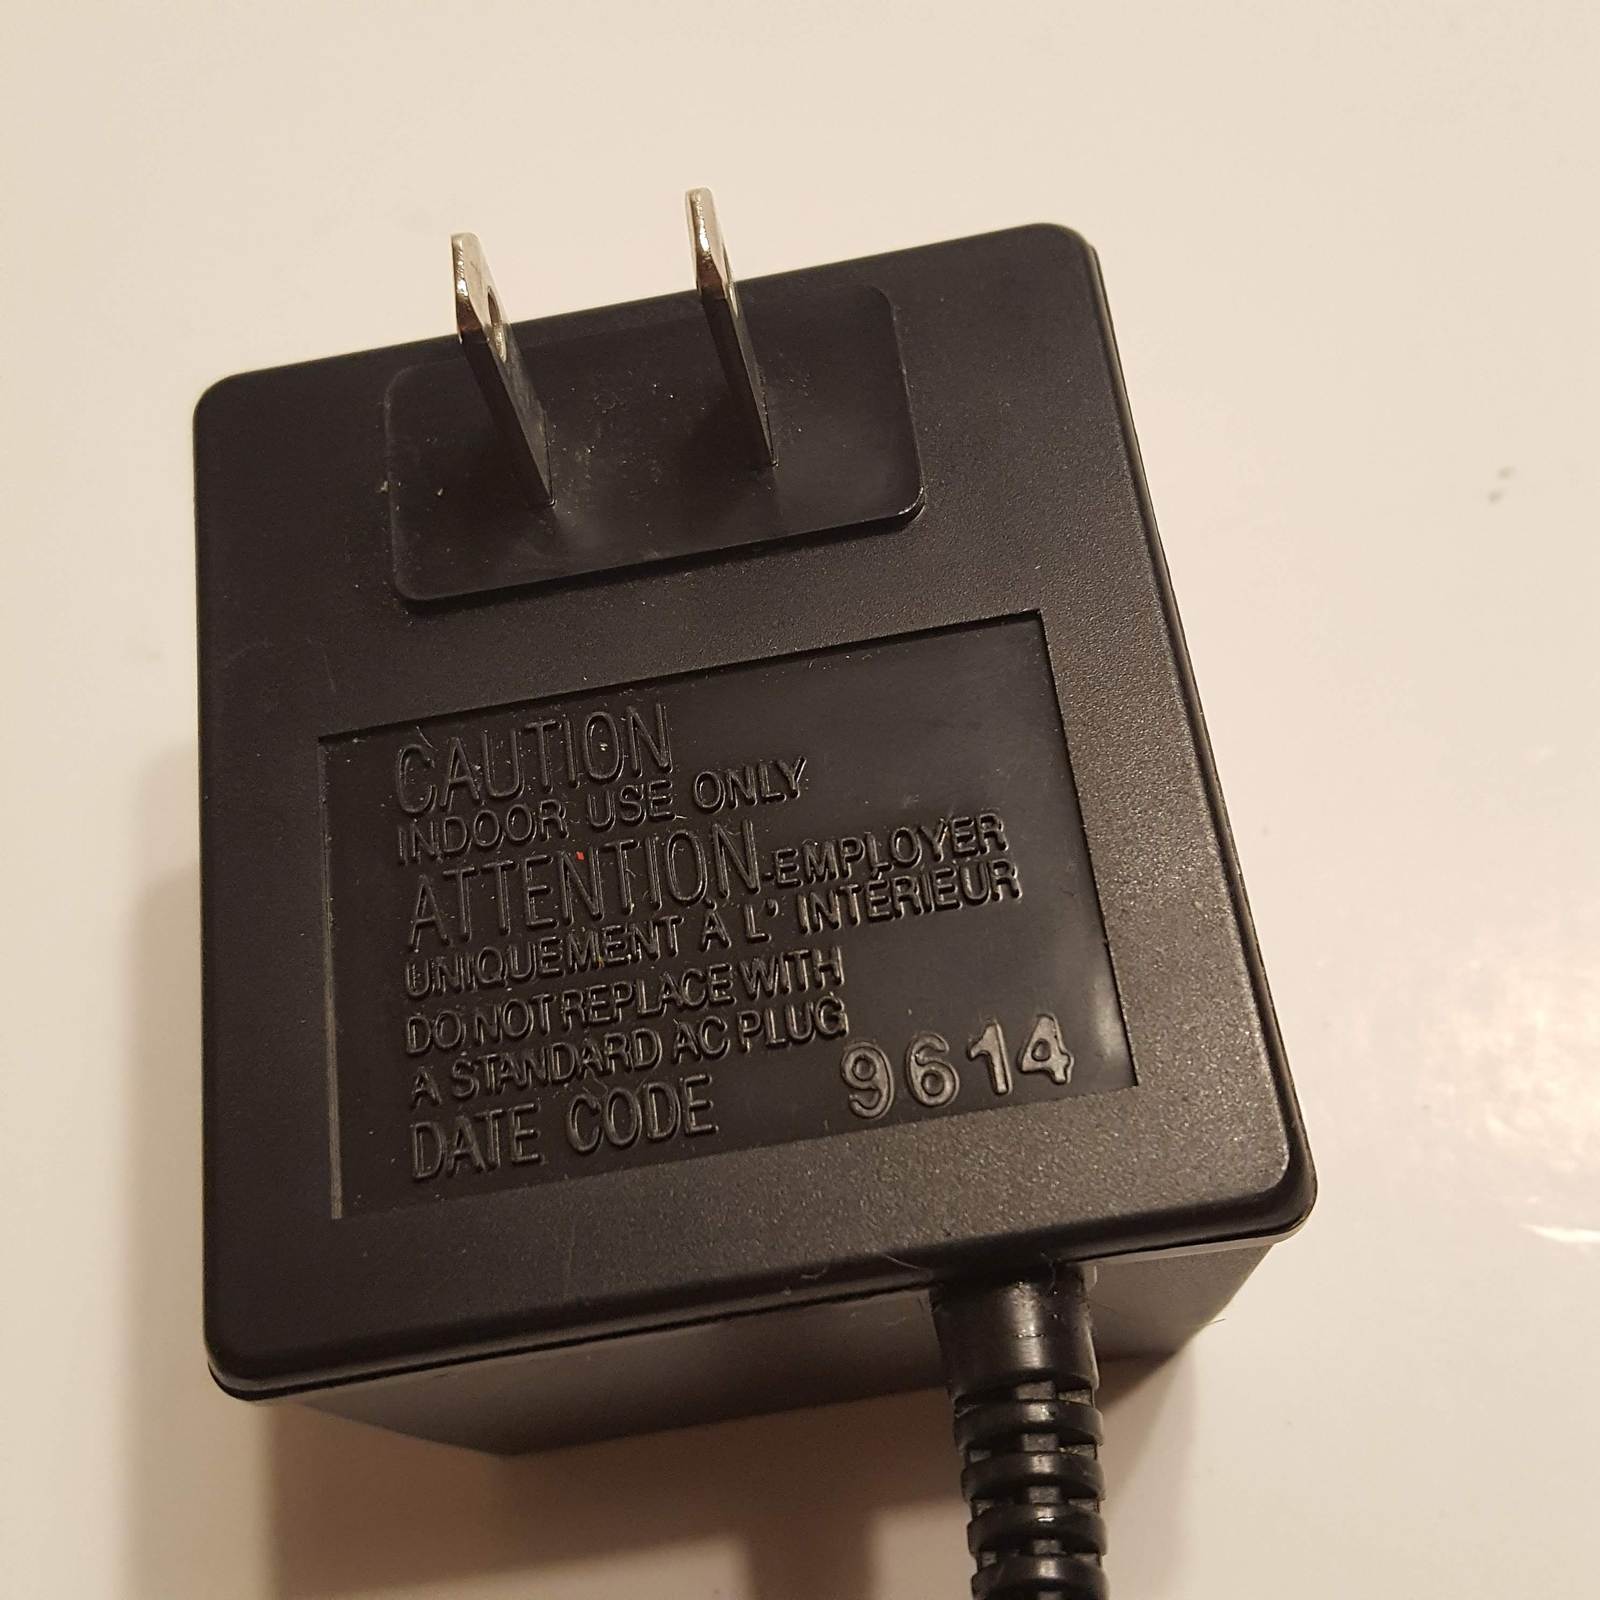 CAUTION
INDOOR USE ONLY
ATTENTION-EMPLOYER
UNIQUEMENT À L' INTÉRIEUR
DO NOT REPLACE WITH
A STANDARD AC PLUG
DATE CODE 9614